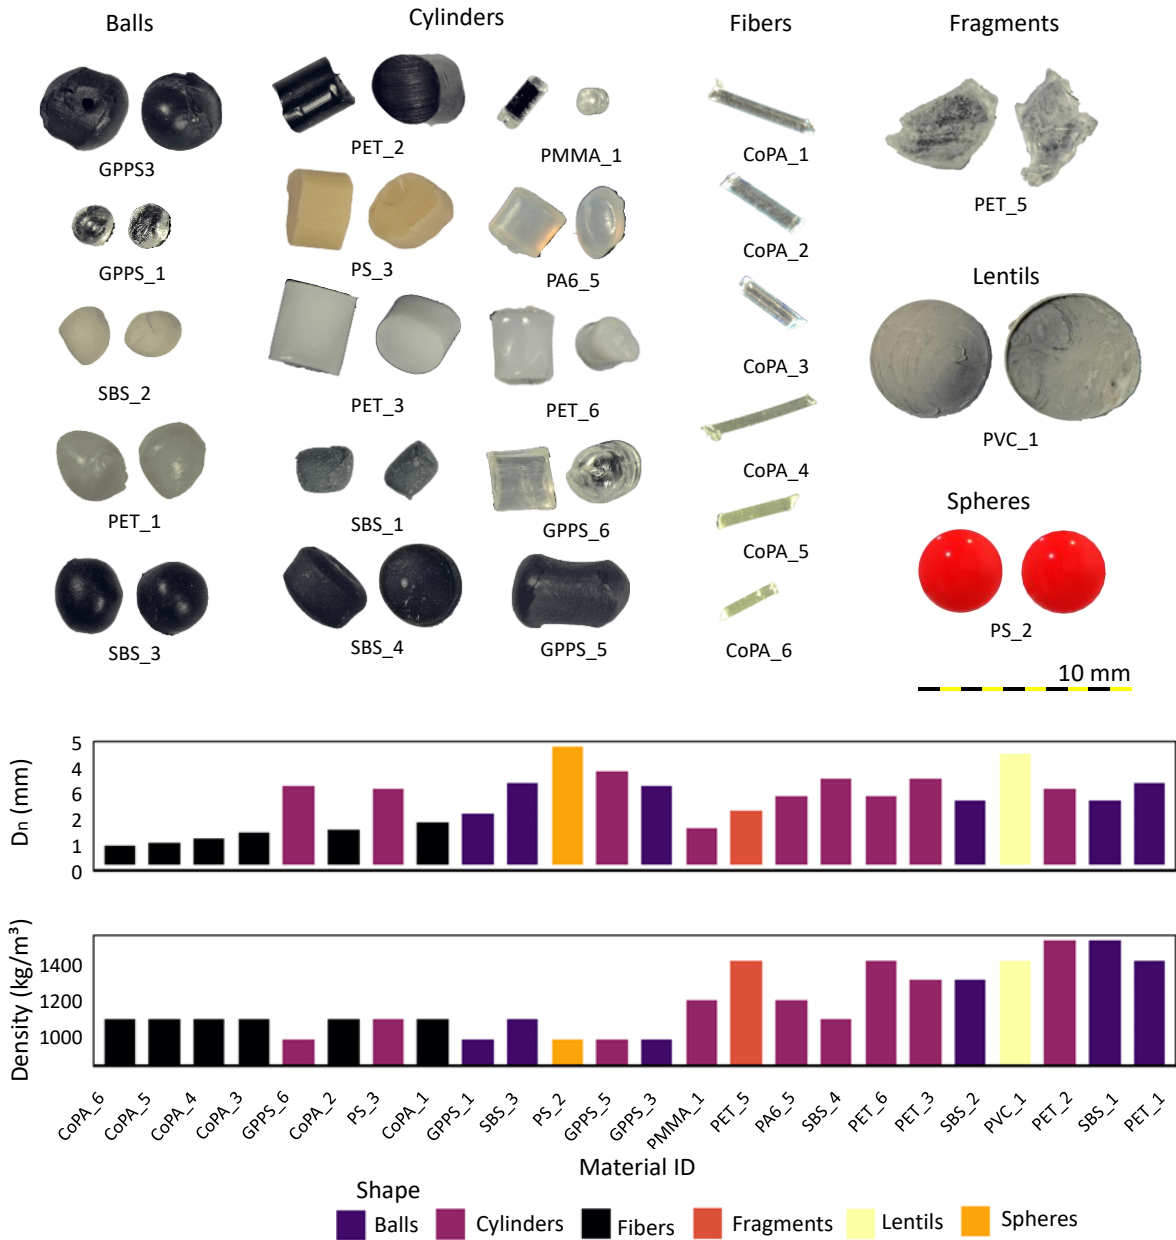 Balls
Cylinders
Fibers
Fragments
GPPS3
PET_2
PMMA_1
CoPA_1
PET_5
GPPS_1
PS_3
PA6_5
CoPA_2
Lentils
SBS_2
PET_3
PET_6
CoPA_3
PVC_1
PET_1
SBS_1
GPPS_6
CoPA_4
CoPA_5
Spheres
SBS_3
SBS_4
GPPS_5
CoPA_6
PS_2
10 mm
Dn (mm)
5
4
6
2
1
0
Density (kg/m³)
1400
1200
1000
CoPA_6
CoPA_5
CoPA_4
CoPA_3
GPPS_6
CoPA_2
PS_3
CoPA_1
GPPS_1
SBS_3
PS_2
GPPS_5
GPPS_3
PMMA_1
PET_5
PA6_5
SBS_4
PET_6
PET_3
SBS_2
PVC_1
PET_2
SBS_1
PET_1
Material ID
Shape
Balls
Cylinders
Fibers
Fragments
Lentils
Spheres